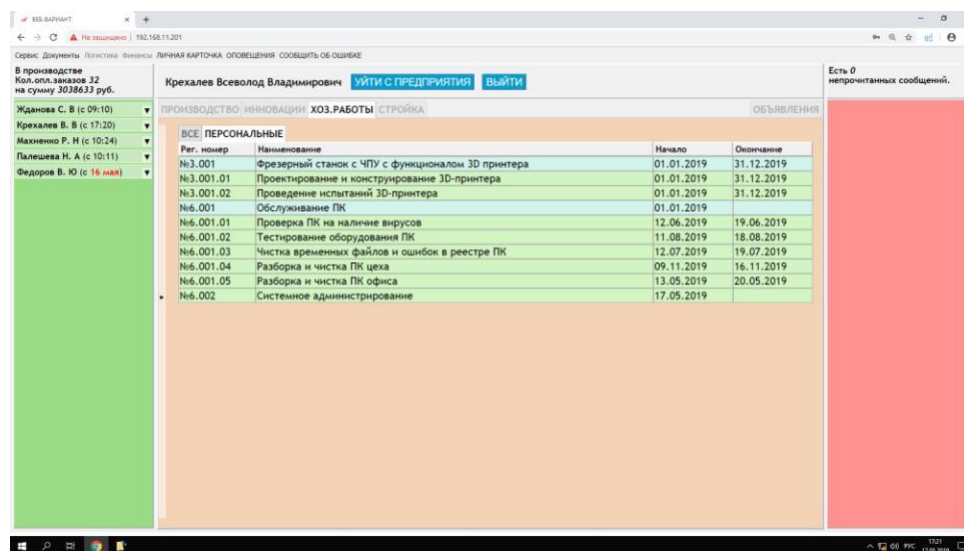 ВЕБ-ВАРИАНТ
Не защищено 192.168.11.201
Сервис Документы Логистика Финансы ЛИЧНАЯ КАРТОЧКА ОПОВЕЩЕНИЯ СООБЩИТЬ ОБ ОШИБКЕ
В производстве
Кол.опл.заказов 32
на сумму 3038633 руб.
Крехалев Всеволод Владимирович УЙТИ С ПРЕДПРИЯТИЯ ВЫЙТИ
Есть 0
непрочитанных сообщений.
Жданова С. В (с 09:10)
Крехалев В. В (с 17:20)
Махненко Р. Н (с 10:24)
Палешева Н. А (с 10:11)
Федоров В. Ю (с 16 мая)
ПРОИЗВОДСТВО ИННОВАЦИИ ХОЗ.РАБОТЫ СТРОЙКА ОБЪЯВЛЕНИЯ
ВСЕ ПЕРСОНАЛЬНЫЕ
Рег. номер Наименование Начало Окончание
№3.001 Фрезерный станок с ЧПУ с функционалом 3D принтера 01.01.2019 31.12.2019
№3.001.01 Проектирование и конструирование 3D-принтера 01.01.2019 31.12.2019
№3.001.02 Проведение испытаний 3D-принтера 01.01.2019 31.12.2019
№6.001 Обслуживание ПК 01.01.2019
№6.001.01 Проверка ПК на наличие вирусов 12.06.2019 19.06.2019
№6.001.02 Тестирование оборудования ПК 11.08.2019 18.08.2019
№6.001.03 Чистка временных файлов и ошибок в реестре ПК 12.07.2019 19.07.2019
№6.001.04 Разборка и чистка ПК цеха 09.11.2019 16.11.2019
№6.001.05 Разборка и чистка ПК офиса 13.05.2019 20.05.2019
№6.002 Системное администрирование 17.05.2019
РУС 17:21
17.05.2019